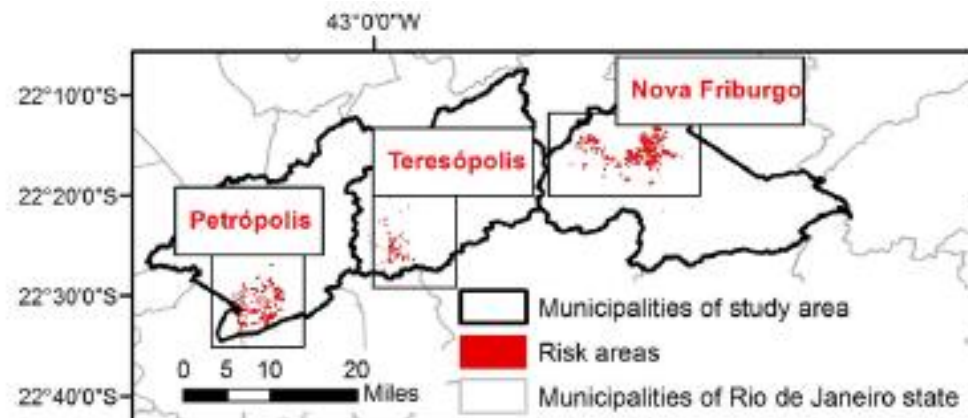 43°0'0"W
22°10'0"S
Nova Friburgo
Teresópolis
22°20'0"S
Petrópolis
22°30'0"S
Municipalities of study area
Risk areas
0 5 10 20
Miles
22°40'0"S
Municipalities of Rio de Janeiro state